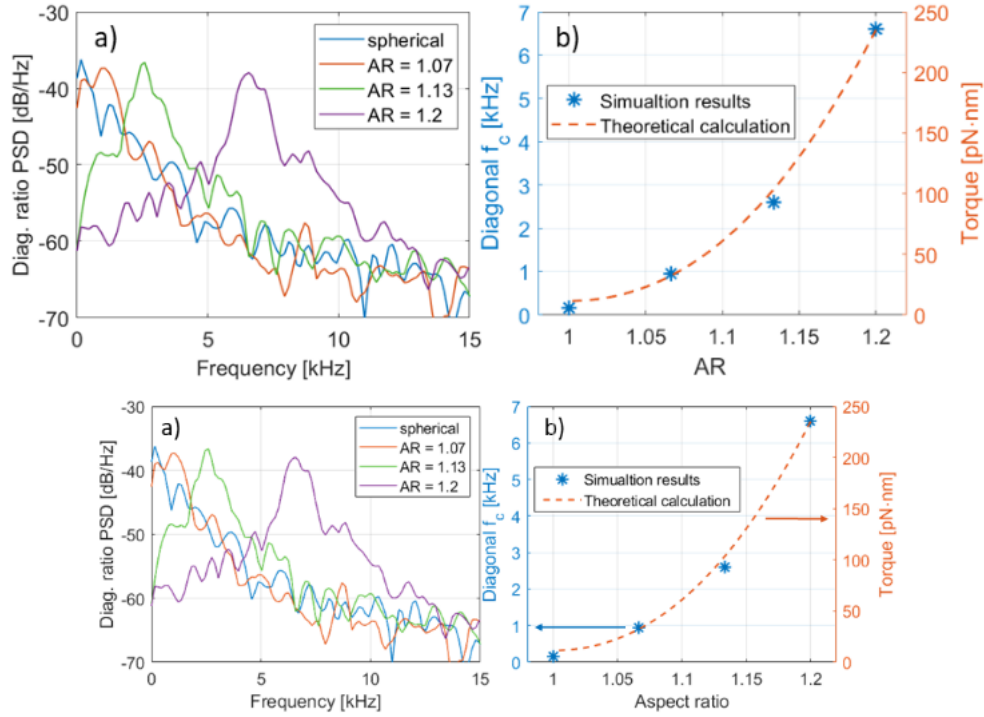 a)
-30
-40
-50
-60
-70
Diag. ratio PSD [dB/Hz]
spherical
AR = 1.07
AR = 1.13
AR = 1.2
0
5
10
15
Frequency [kHz]
b)
7
6
5
4
3
2
1
0
Diagonal f_c [kHz]
Simualtion results
Theoretical calculation
250
200
150
100
50
0
Torque [pN·nm]
1
1.05
1.1
1.15
1.2
AR
a)
-30
-40
-50
-60
-70
Diag. ratio PSD [dB/Hz]
spherical
AR = 1.07
AR = 1.13
AR = 1.2
0
5
10
15
Frequency [kHz]
b)
7
6
5
4
3
2
1
0
Diagonal f_c [kHz]
Simualtion results
Theoretical calculation
250
200
150
100
50
0
Torque [pN·nm]
1
1.05
1.1
1.15
1.2
Aspect ratio